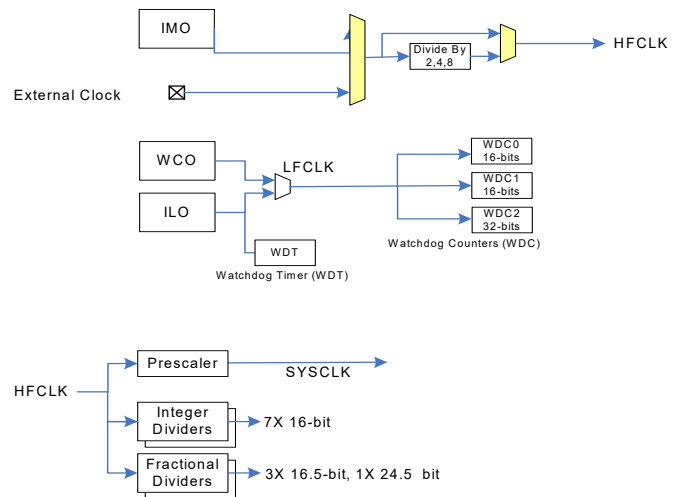 IMO
Divide By
2,4,8
HFCLK
External Clock
WCO
LFCLK
WDC0
16-bits
WDC1
16-bits
ILO
WDC2
32-bits
WDT
Watchdog Counters (WDC)
Watchdog Timer (WDT)
Prescaler
SYSCLK
HFCLK
Integer
Dividers
7X 16-bit
Fractional
Dividers
3X 16.5-bit, 1X 24.5 bit